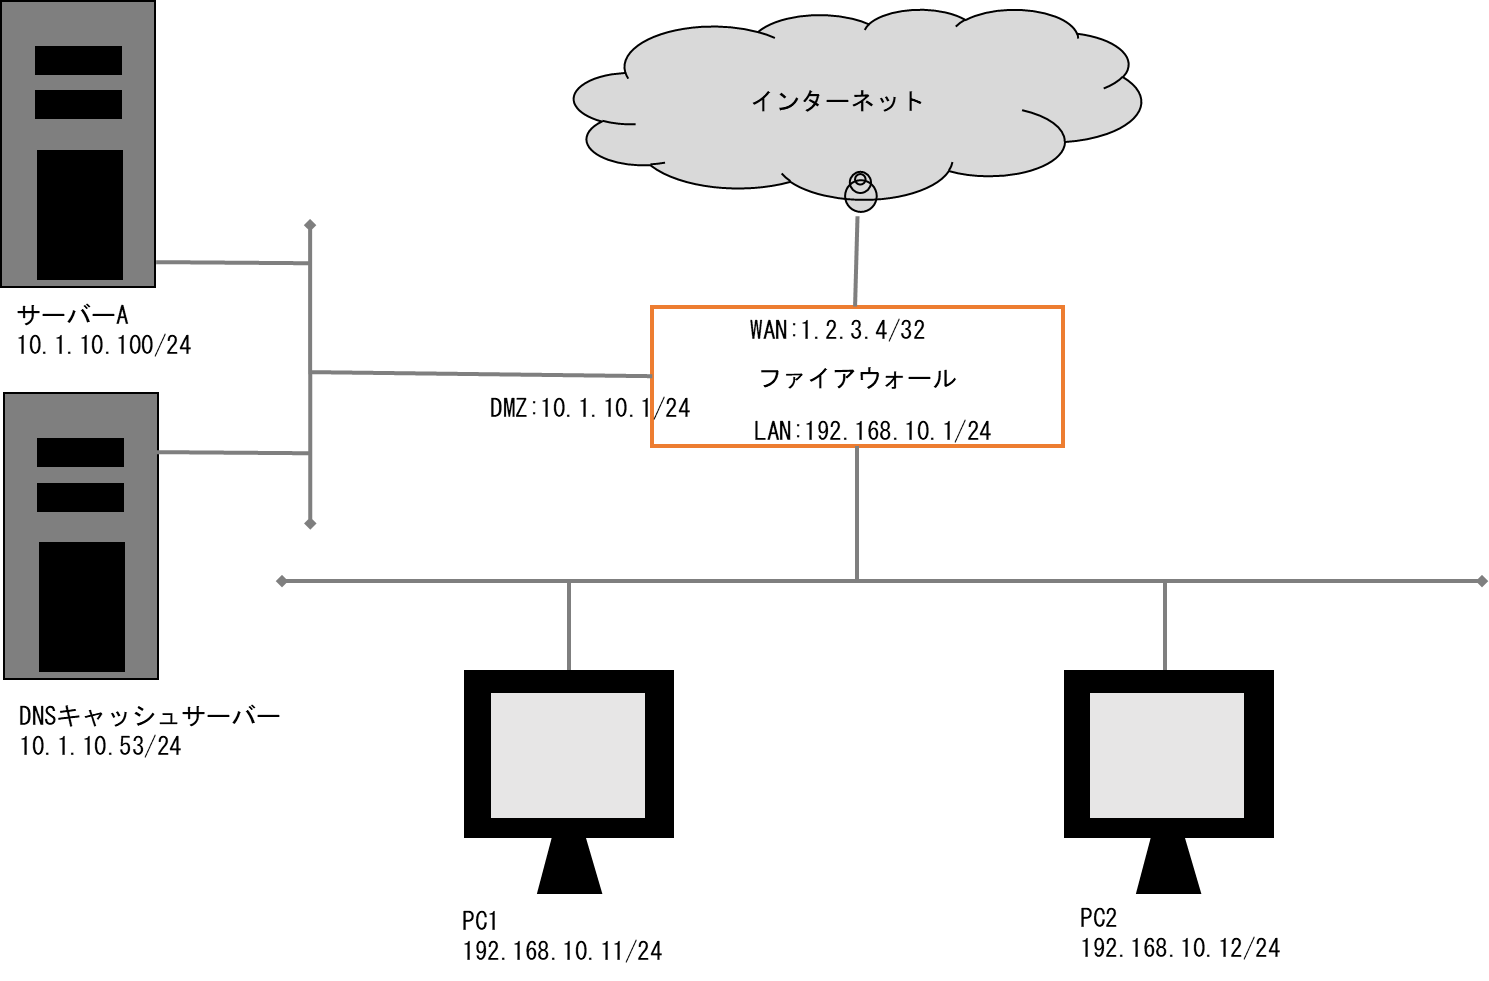 インターネット
サーバーA
10.1.10.100/24
WAN:1.2.3.4/32
ファイアウォール
DMZ:10.1.10.1/24
LAN:192.168.10.1/24
DNSキャッシュサーバー
10.1.10.53/24
PC1
192.168.10.11/24
PC2
192.168.10.12/24